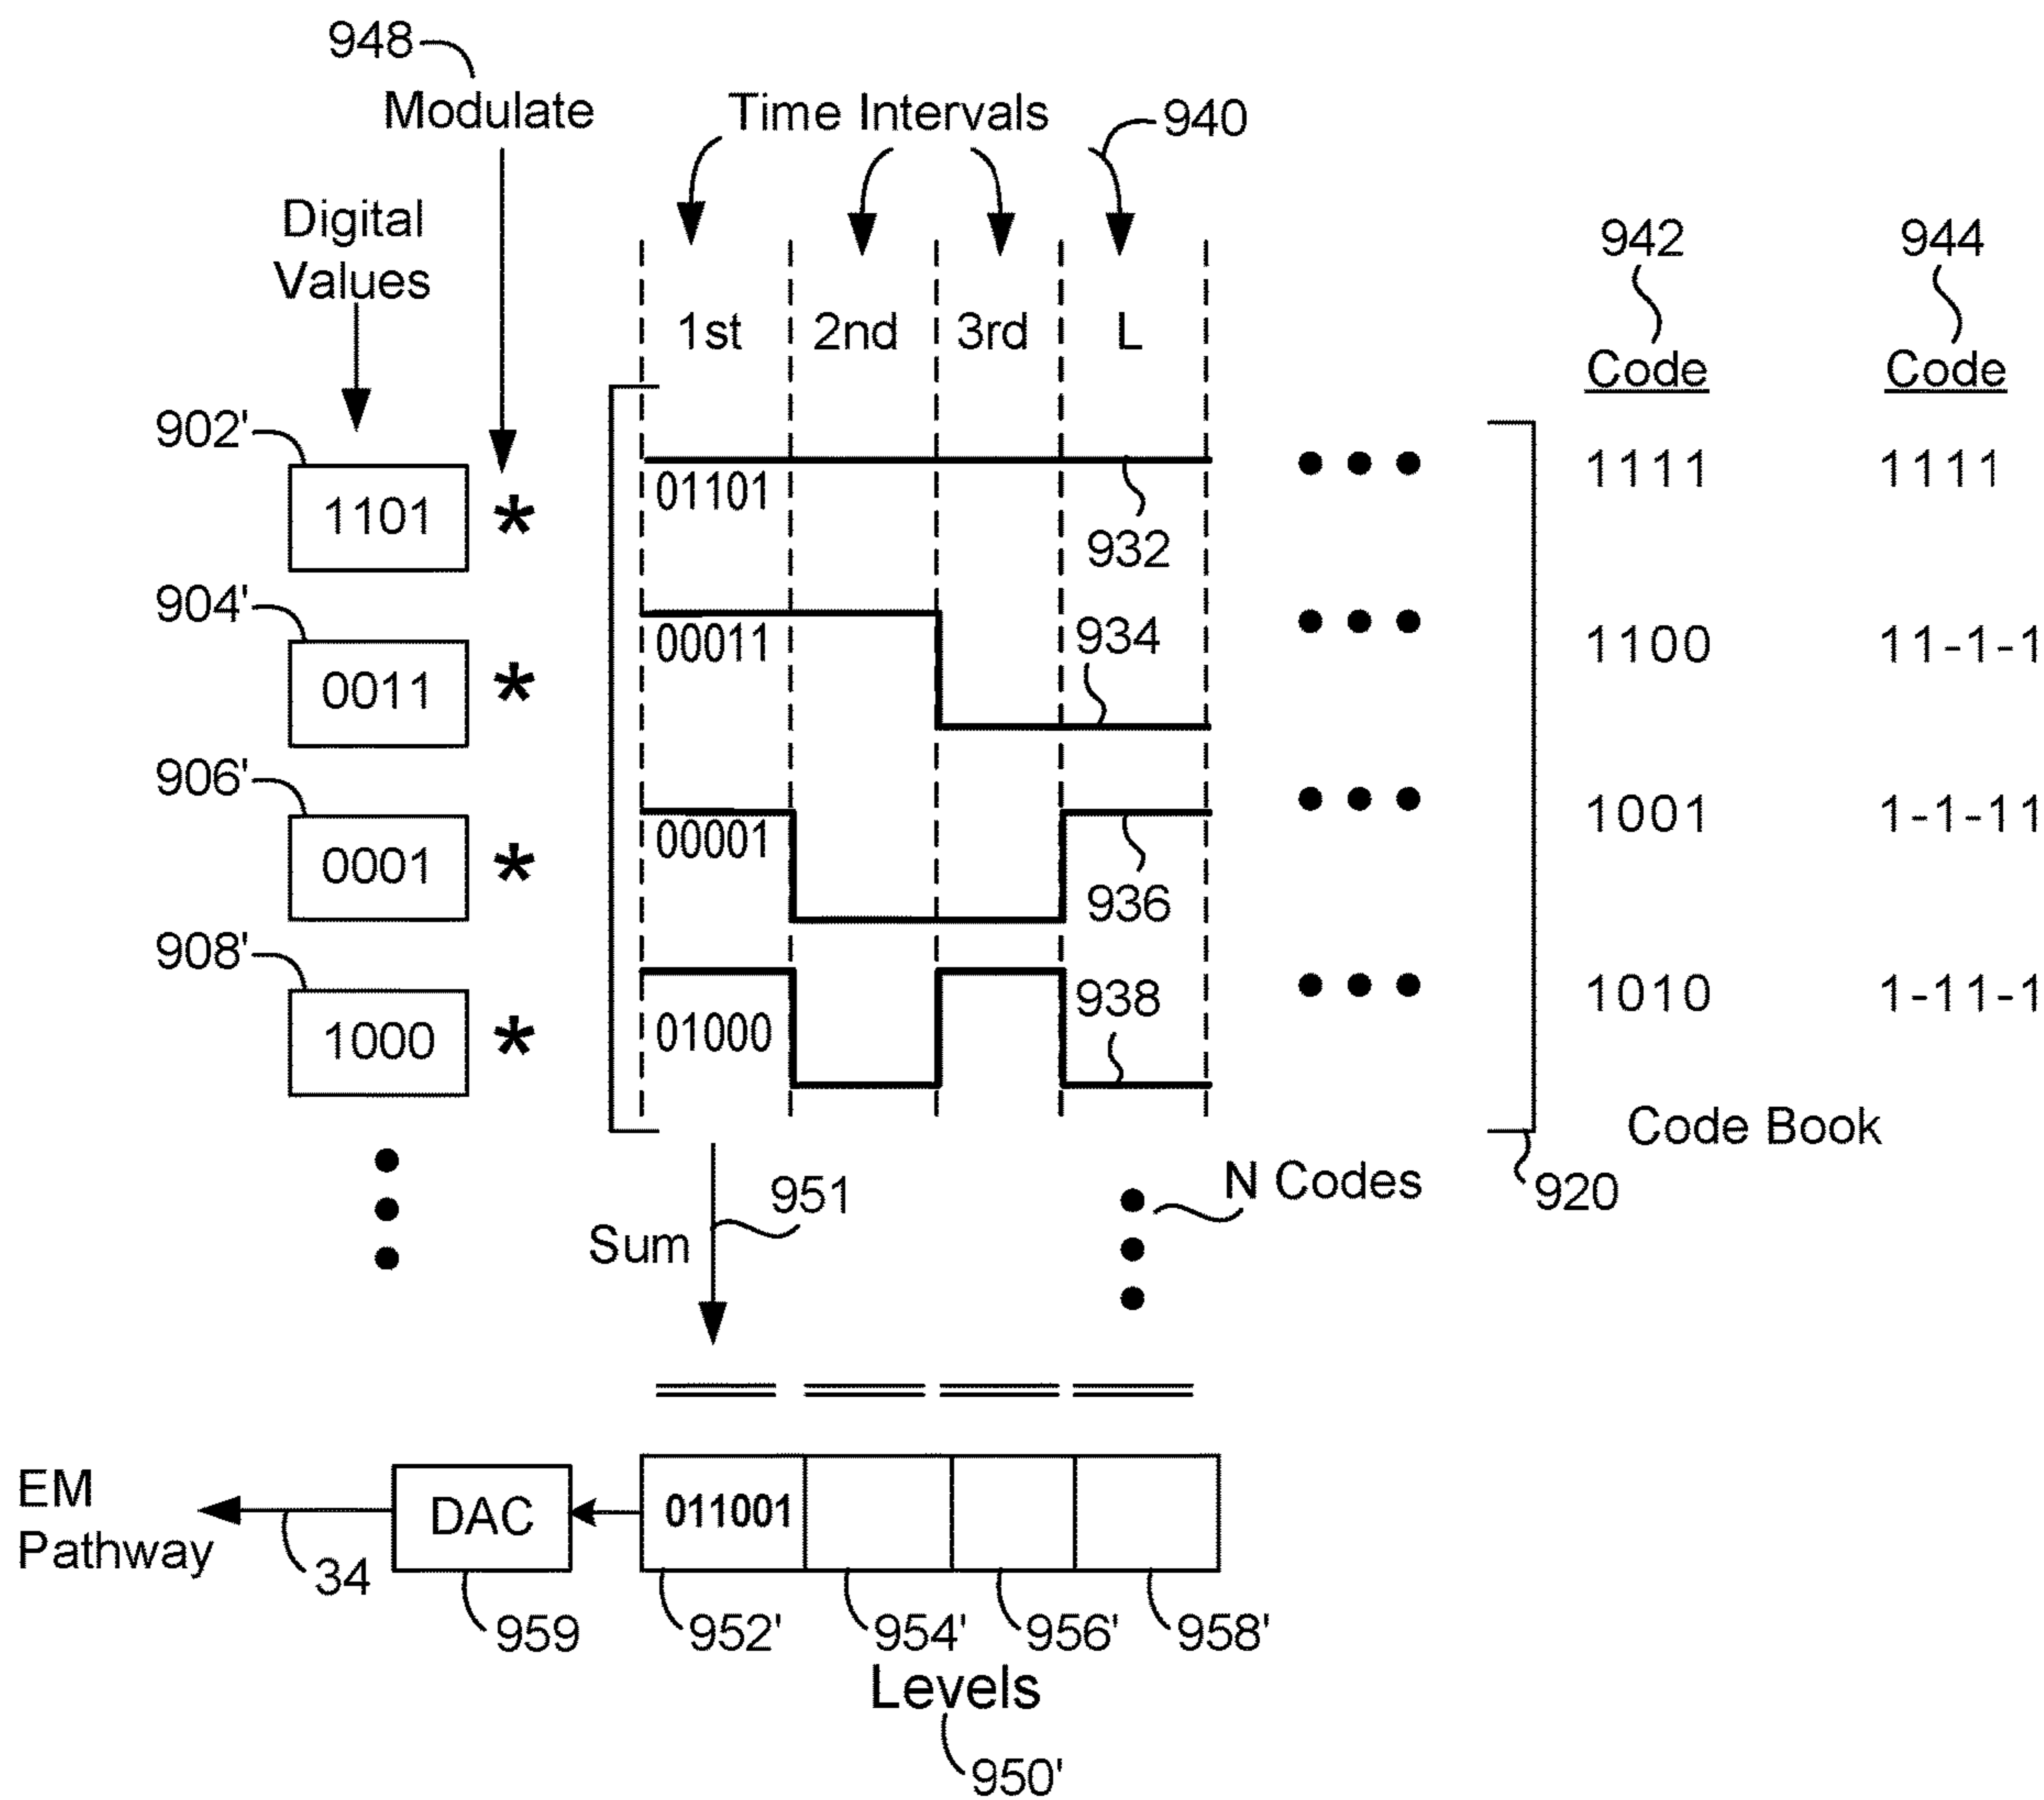 948
Modulate
Time Intervals
940
Digital
Values
942
944
1st 2nd 3rd L
Code Code
902'
1101 *
01101
932
1111 1111
904'
0011 *
00011
934
1100 11-1-1
906'
0001 *
00001
936
1001 1-1-11
908'
1000 *
01000
938
1010 1-11-1
Code Book
920
N Codes
951
Sum
EM
Pathway
34
DAC
959
011001
952' 954' 956' 958'
Levels
950'